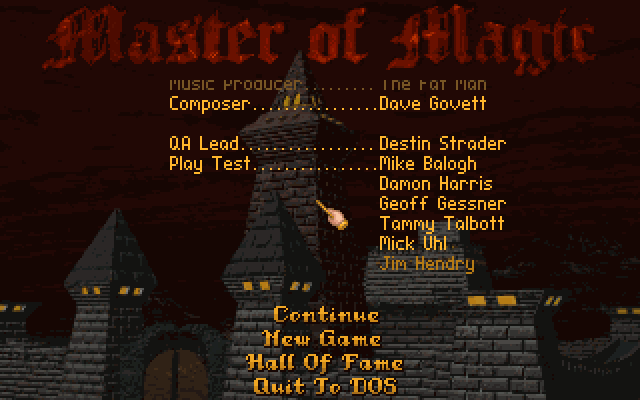 Master of Magic
Music Producer......... The Fat Man
Composer...............Dave Govett
QA Lead................Destin Strader
Play Test..............Mike Balogh
Damon Harris
Geoff Gessner
Tammy Talbott
Mick Uhl
Jim Hendry
Continue
New Game
Hall Of Fame
Quit To DOS